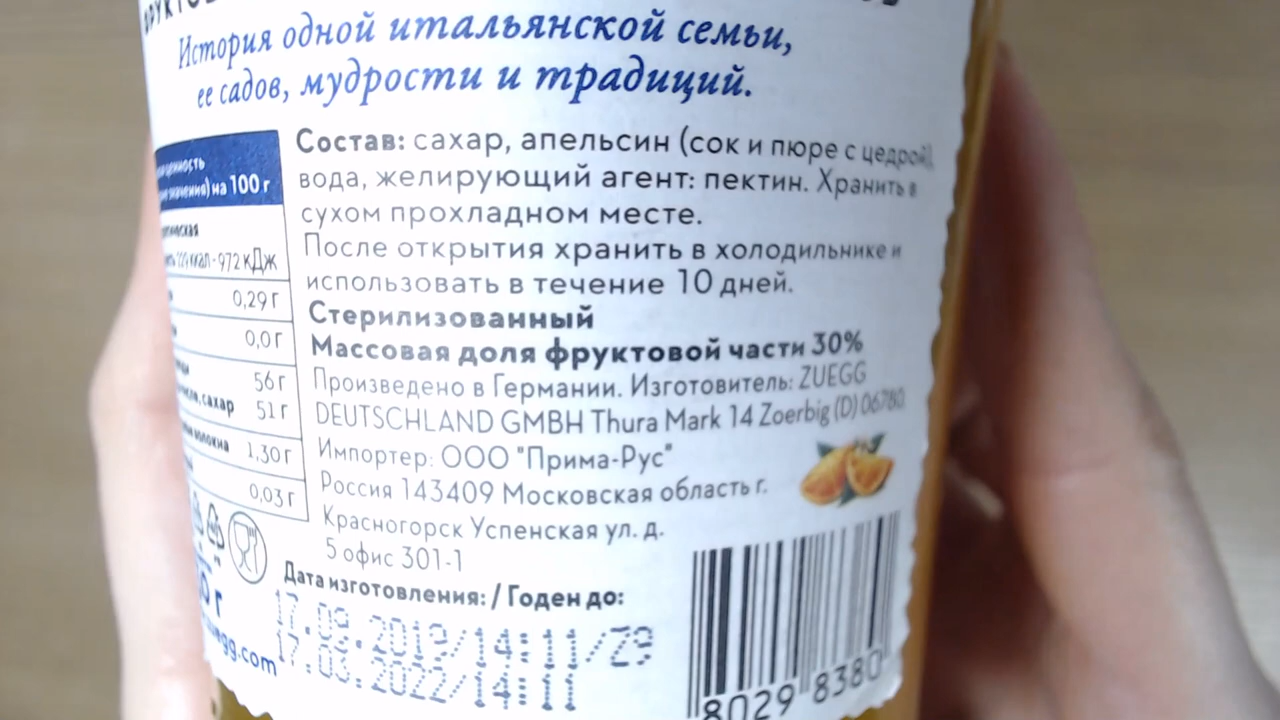 История одной итальянской семьи,
ее садов, мудрости и традиций.
Состав: сахар, апельсин (сок и пюре с цедрой),
вода, желирующий агент: пектин. Хранить в
сухом прохладном месте.
После открытия хранить в холодильнике и
использовать в течение 10 дней.
Стерилизованный
Массовая доля фруктовой части 30%
Произведено в Германии. Изготовитель: ZUEGG
DEUTSCHLAND GMBH Thura Mark 14 Zoerbig (D) 06780
Импортер: ООО "Прима-Рус"
Россия 143409 Московская область г.
Красногорск Успенская ул. д.
5 офис 301-1
Дата изготовления: / Годен до:
17.09.2019/14:11/Z9
17.03.2022/14:11
на 100 г
972 кДж
0,29 г
0,0 г
56 г
сахар 51 г
1,30 г
0,03 г
8029 8380